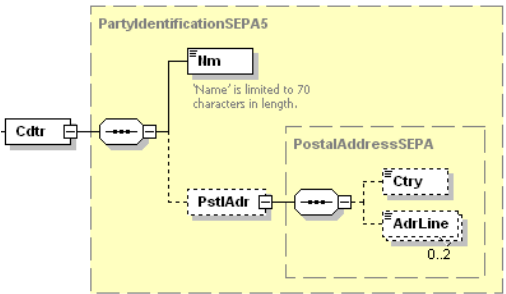 PartyIdentificationSEPA5
Nm
'Name' is limited to 70
characters in length.
Cdtr
PostalAddressSEPA
Ctry
PstlAdr
AdrLine
0..2